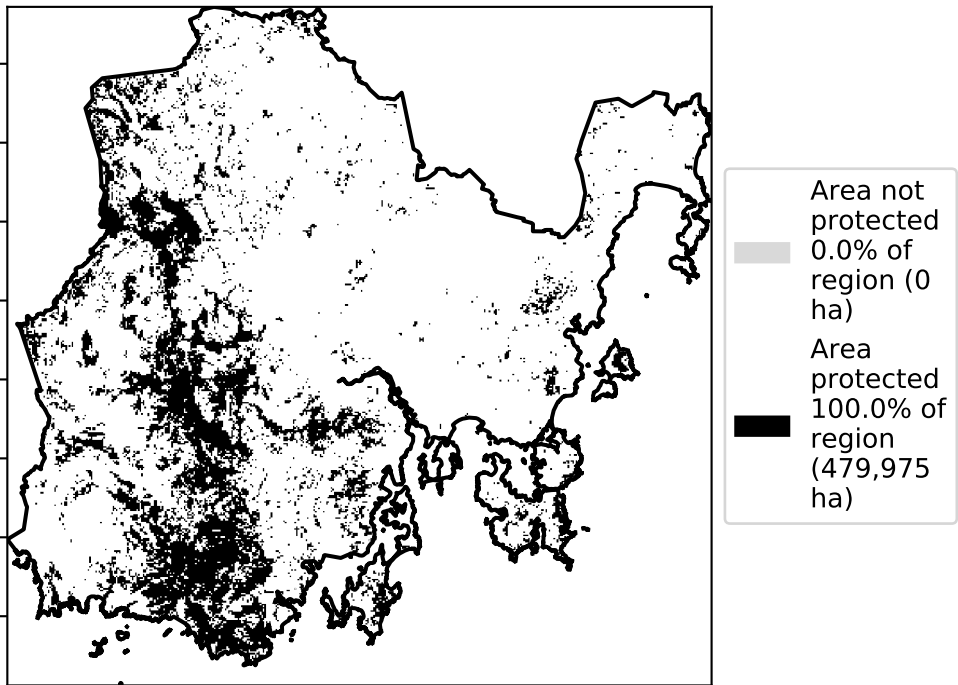 Area not
protected
0.0% of
region (0
ha)
Area
protected
100.0% of
region
(479,975
ha)